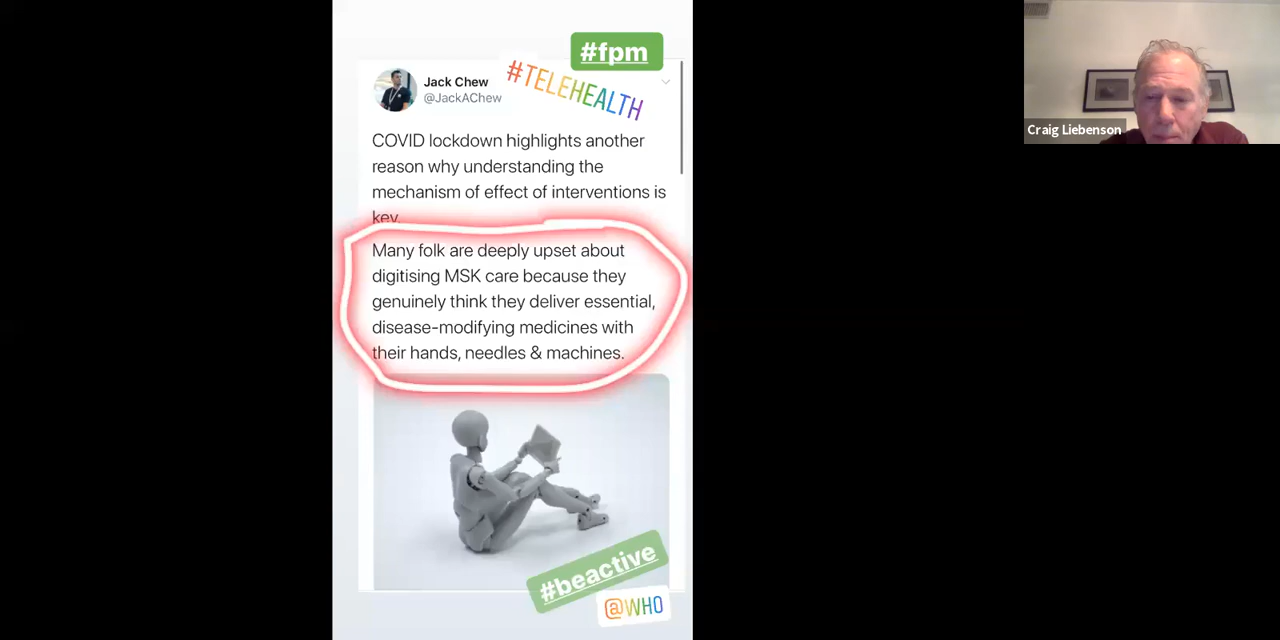 #fpm
#TELEHEALTH
Jack Chew
@JackAChew
COVID lockdown highlights another
reason why understanding the
mechanism of effect of interventions is
key.
Many folk are deeply upset about
digitising MSK care because they
genuinely think they deliver essential,
disease-modifying medicines with
their hands, needles & machines.
#beactive
@WHO
Craig Liebenson